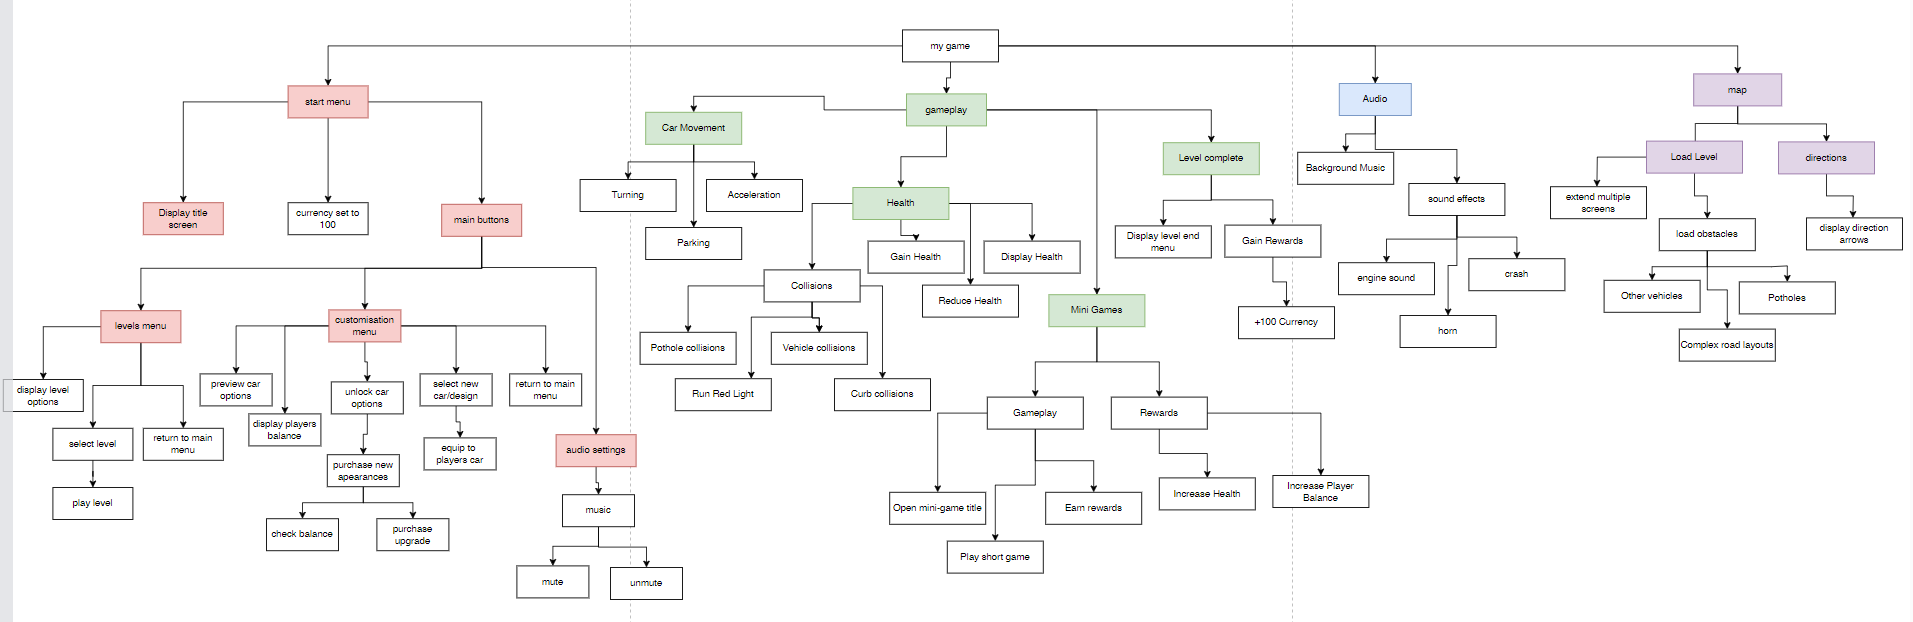 my game
start menu
Display title
screen
currency set to
100
main buttons
levels menu
display level
options
select level
return to main
menu
play level
customisation
menu
preview car
options
display players
balance
unlock car
options
purchase new
apearances
check balance
purchase
upgrade
select new
car/design
equip to
players car
return to main
menu
audio settings
music
mute
unmute
gameplay
Car Movement
Turning
Acceleration
Parking
Health
Gain Health
Display Health
Reduce Health
Collisions
Pothole collisions
Vehicle collisions
Run Red Light
Curb collisions
Level complete
Display level end
menu
Gain Rewards
+100 Currency
Mini Games
Gameplay
Rewards
Open mini-game title
Play short game
Earn rewards
Increase Health
Increase Player
Balance
Audio
Background Music
sound effects
engine sound
crash
horn
map
Load Level
directions
extend multiple
screens
load obstacles
display direction
arrows
Other vehicles
Potholes
Complex road layouts